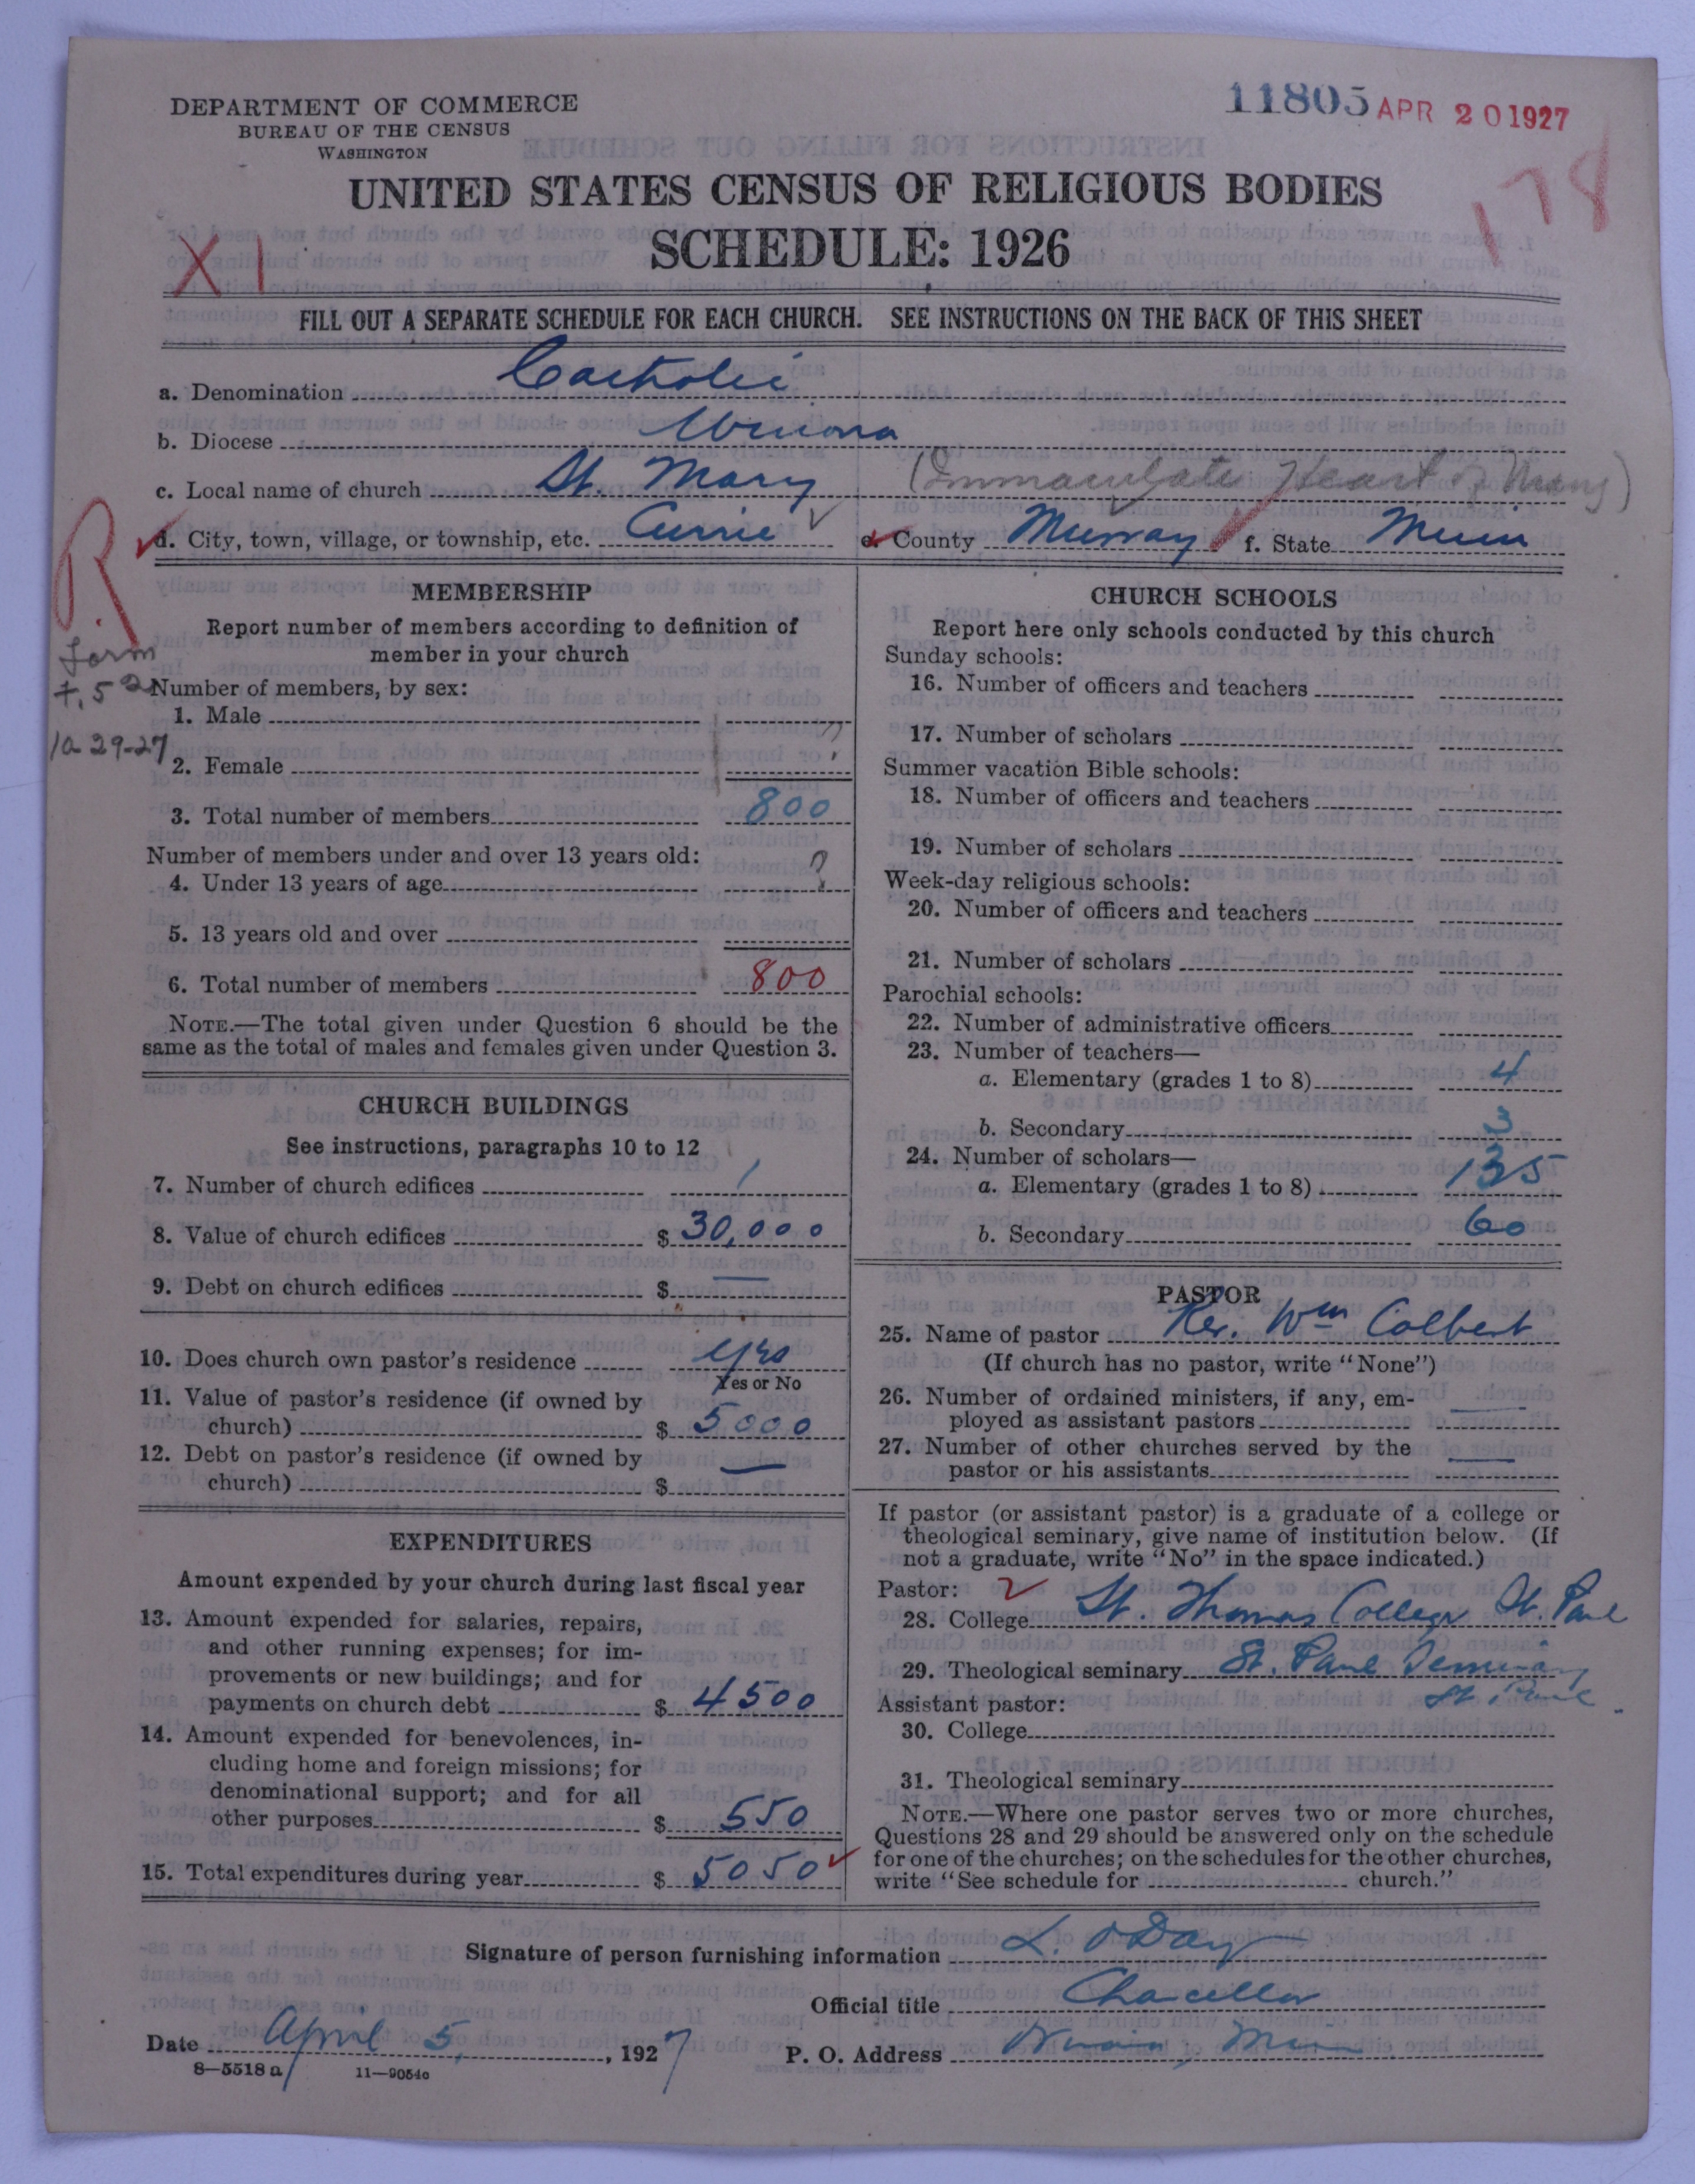 DEPARTMENT OF COMMERCE
BUREAU OF THE CENSUS
WASHINGTON
11805 APR 20 1927
178
UNITED STATES CENSUS OF RELIGIOUS BODIES
SCHEDULE: 1926
XI
FILL OUT A SEPARATE SCHEDULE FOR EACH CHURCH. SEE INSTRUCTIONS ON THE BACK OF THIS SHEET
a. Denomination Catholic
b. Diocese Winona
c. Local name of church St. Mary (Immaculate Heart of Mary)
d. City, town, village, or township, etc. Currie e. County Murray f. State Minn
R
form
10-29-27
MEMBERSHIP
Report number of members according to definition of
member in your church
Number of members, by sex:
1. Male
?
2. Female
3. Total number of members 800
Number of members under and over 13 years old:
4. Under 13 years of age ?
5. 13 years old and over
6. Total number of members 800
NOTE.—The total given under Question 6 should be the
same as the total of males and females given under Question 3.
CHURCH BUILDINGS
See instructions, paragraphs 10 to 12
7. Number of church edifices 1
8. Value of church edifices $ 30,000
9. Debt on church edifices $ —
10. Does church own pastor's residence yes
Yes or No
11. Value of pastor's residence (if owned by
church) $ 5000
12. Debt on pastor's residence (if owned by
church) $ —
EXPENDITURES
Amount expended by your church during last fiscal year
13. Amount expended for salaries, repairs,
and other running expenses; for im-
provements or new buildings; and for
payments on church debt $ 4500
14. Amount expended for benevolences, in-
cluding home and foreign missions; for
denominational support; and for all
other purposes $ 550
15. Total expenditures during year $ 5050
CHURCH SCHOOLS
Report here only schools conducted by this church
Sunday schools:
16. Number of officers and teachers
17. Number of scholars
Summer vacation Bible schools:
18. Number of officers and teachers
19. Number of scholars
Week-day religious schools:
20. Number of officers and teachers
21. Number of scholars
Parochial schools:
22. Number of administrative officers
23. Number of teachers—
a. Elementary (grades 1 to 8) 4
b. Secondary 3
24. Number of scholars—
a. Elementary (grades 1 to 8) 135
b. Secondary 60
PASTOR
25. Name of pastor Rev. Wm Colbert
(If church has no pastor, write "None")
26. Number of ordained ministers, if any, em-
ployed as assistant pastors —
27. Number of other churches served by the
pastor or his assistants —
If pastor (or assistant pastor) is a graduate of a college or
theological seminary, give name of institution below. (If
not a graduate, write "No" in the space indicated.)
Pastor:
28. College St. Thomas College St. Paul
29. Theological seminary St. Paul Seminary
St. Paul
Assistant pastor:
30. College
31. Theological seminary
NOTE.—Where one pastor serves two or more churches,
Questions 28 and 29 should be answered only on the schedule
for one of the churches; on the schedules for the other churches,
write "See schedule for church."
Signature of person furnishing information L. O'Day
Official title Chancellor
Date April 5, 1927 P. O. Address Winona, Minn
8—5518a 11—9054c